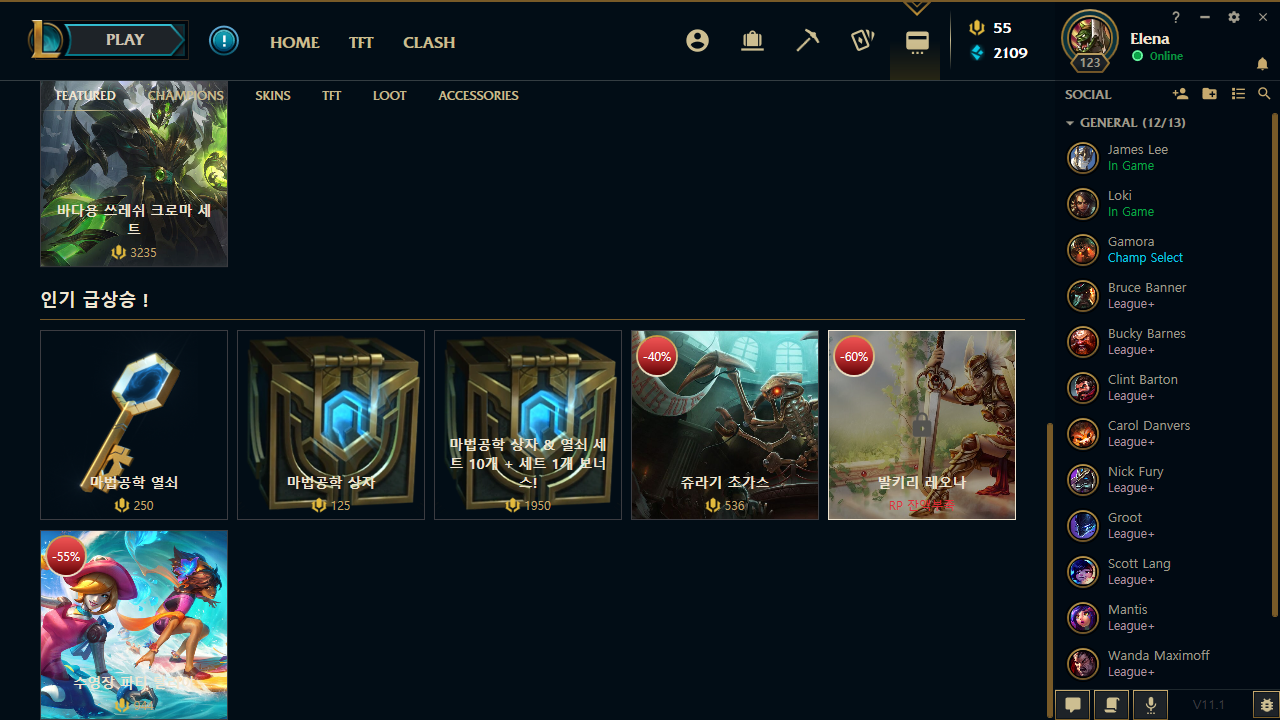 PLAY
HOME
TFT
CLASH
55
2109
Elena
Online
123
FEATURED
CHAMPIONS
SKINS
TFT
LOOT
ACCESSORIES
SOCIAL
GENERAL (12/13)
바다용 쓰레쉬 크로마 세
트
3235
인기 급상승 !
마법공학 열쇠
250
마법공학 상자
125
마법공학 상자 & 열쇠 세
트 10개 + 세트 1개 보너
스!
1950
-40%
쥬라기 초가스
536
-60%
발키리 레오나
RP 잔액 부족
-55%
수영장 파티
James Lee
In Game
Loki
In Game
Gamora
Champ Select
Bruce Banner
League+
Bucky Barnes
League+
Clint Barton
League+
Carol Danvers
League+
Nick Fury
League+
Groot
League+
Scott Lang
League+
Mantis
League+
Wanda Maximoff
League+
V11.1